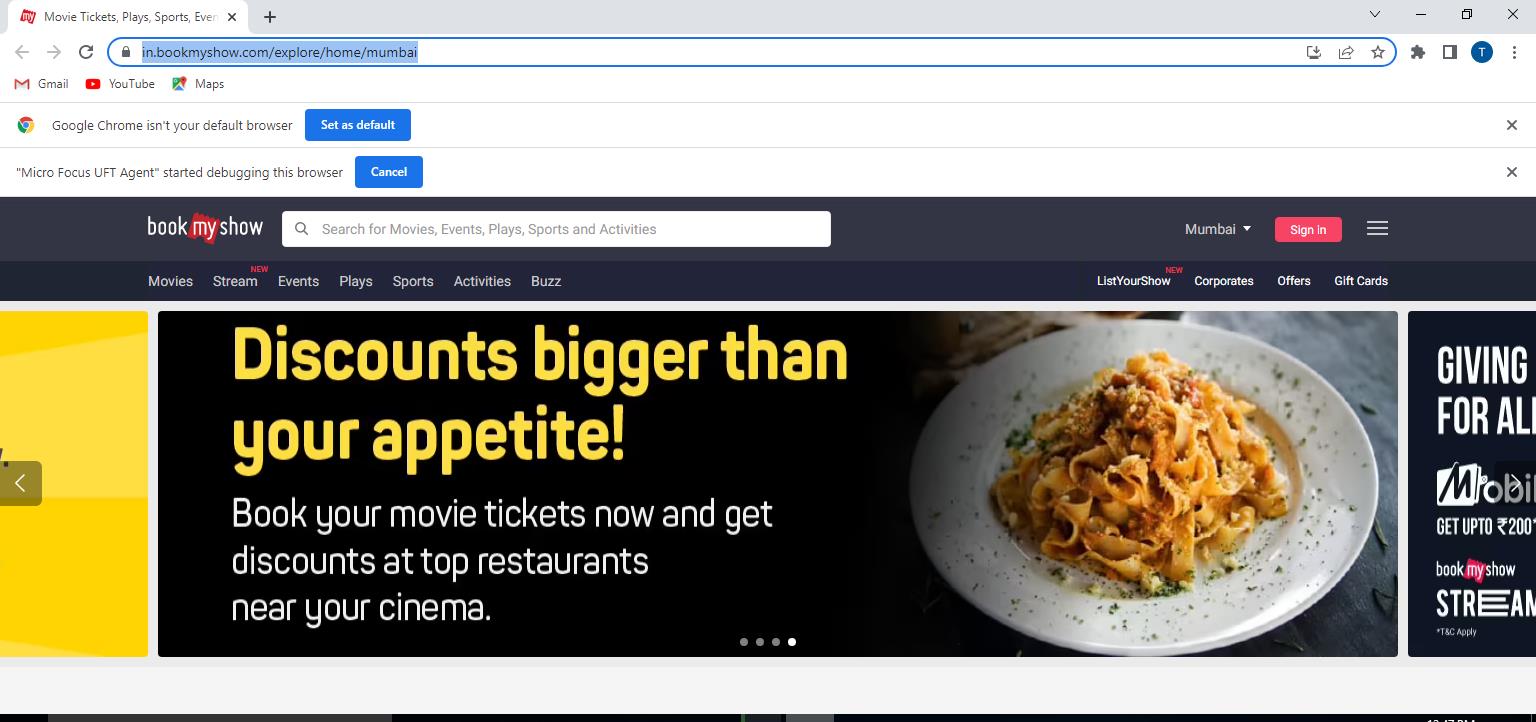 Movie Tickets, Plays, Sports, Even
in.bookmyshow.com/explore/home/mumbai
T
Gmail
YouTube
Maps
Google Chrome isn't your default browser
Set as default
"Micro Focus UFT Agent" started debugging this browser
Cancel
book my show
Search for Movies, Events, Plays, Sports and Activities
Mumbai
Sign in
Movies
Stream
NEW
Events
Plays
Sports
Activities
Buzz
ListYourShow
NEW
Corporates
Offers
Gift Cards
Discounts bigger than
your appetite!
Book your movie tickets now and get
discounts at top restaurants
near your cinema.
GIVING
FOR
GET UPTO ₹200*
book my show
STREAM
*T&C Apply